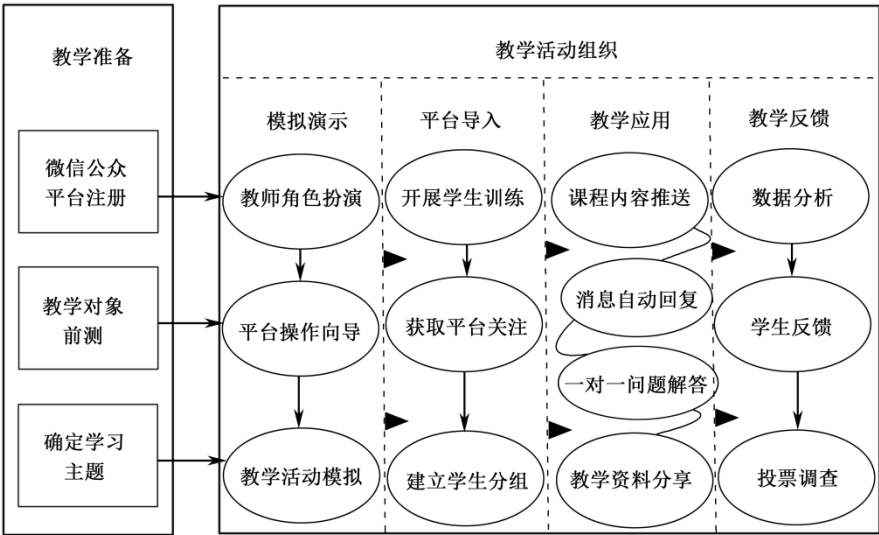 教学准备
微信公众
平台注册
教学对象
前测
确定学习
主题
教学活动组织
模拟演示
教师角色扮演
平台操作向导
教学活动模拟
平台导入
开展学生训练
获取平台关注
建立学生分组
教学应用
课程内容推送
消息自动回复
一对一问题解答
教学资料分享
教学反馈
数据分析
学生反馈
投票调查